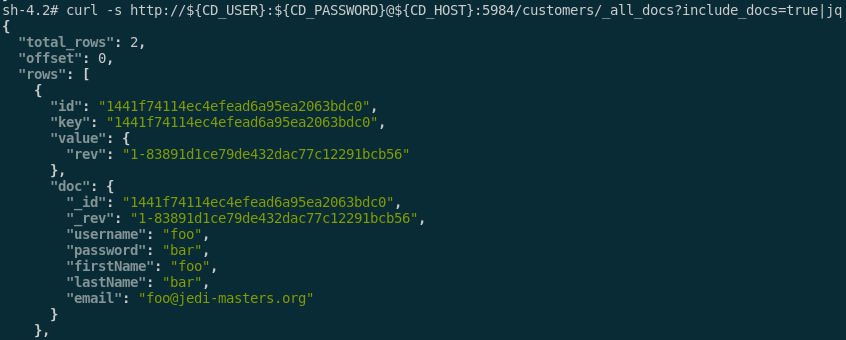 sh-4.2# curl -s http://${CD_USER}:${CD_PASSWORD}@${CD_HOST}:5984/customers/_all_docs?include_docs=true|jq
{
  "total_rows": 2,
  "offset": 0,
  "rows": [
    {
      "id": "1441f74114ec4efead6a95ea2063bdc0",
      "key": "1441f74114ec4efead6a95ea2063bdc0",
      "value": {
        "rev": "1-83891d1ce79de432dac77c12291bcb56"
      },
      "doc": {
        "_id": "1441f74114ec4efead6a95ea2063bdc0",
        "_rev": "1-83891d1ce79de432dac77c12291bcb56",
        "username": "foo",
        "password": "bar",
        "firstName": "foo",
        "lastName": "bar",
        "email": "foo@jedi-masters.org"
      }
    },